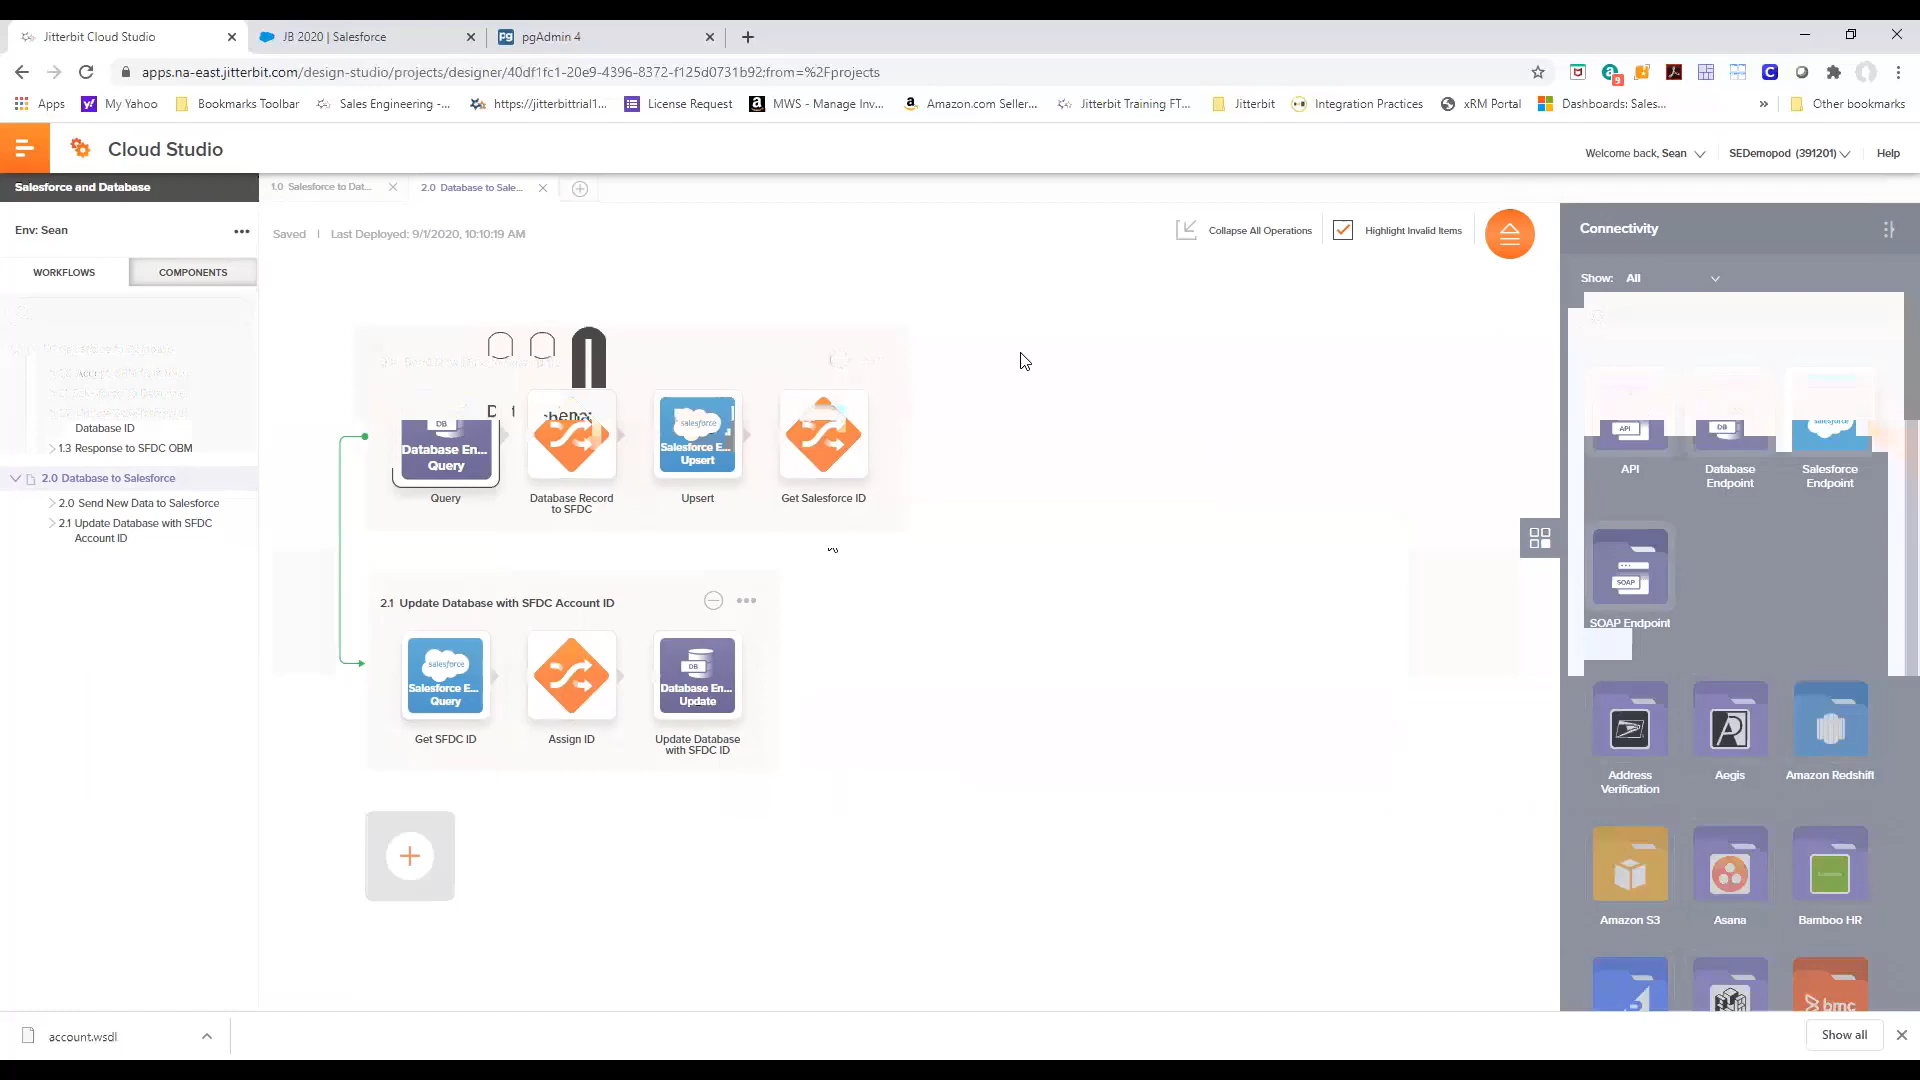 Jitterbit Cloud Studio
JB 2020 | Salesforce
pgAdmin 4
apps.na-east.jitterbit.com/design-studio/projects/designer/40df1fc1-20e9-4396-8372-f125d0731b92;from=%2Fprojects
9
Apps
My Yahoo
Bookmarks Toolbar
Sales Engineering -...
https://jitterbittrial1...
License Request
MWS - Manage Inv...
Amazon.com Seller...
Jitterbit Training FT...
Jitterbit
Integration Practices
xRM Portal
Dashboards: Sales...
Other bookmarks
Cloud Studio
Welcome back, Sean
SEDemopod (391201)
Help
Salesforce and Database
1.0 Salesforce to Dat...
2.0 Database to Sale...
Env: Sean
Saved | Last Deployed: 9/1/2020, 10:10:19 AM
Collapse All Operations
Highlight Invalid Items
WORKFLOWS
COMPONENTS
Database ID
1.3 Response to SFDC OBM
2.0 Database to Salesforce
2.0 Send New Data to Salesforce
2.1 Update Database with SFDC
Account ID
DB
Database En...
Query
Query
Database Record
to SFDC
salesforce
Salesforce E...
Upsert
Upsert
Get Salesforce ID
2.1 Update Database with SFDC Account ID
salesforce
Salesforce E...
Query
Get SFDC ID
Assign ID
DB
Database En...
Update
Update Database
with SFDC ID
Connectivity
Show: All
API
API
DB
Database
Endpoint
salesforce
Salesforce
Endpoint
SOAP
SOAP Endpoint
Address
Verification
Aegis
Amazon Redshift
Amazon S3
Asana
Bamboo HR
bmc
account.wsdl
Show all